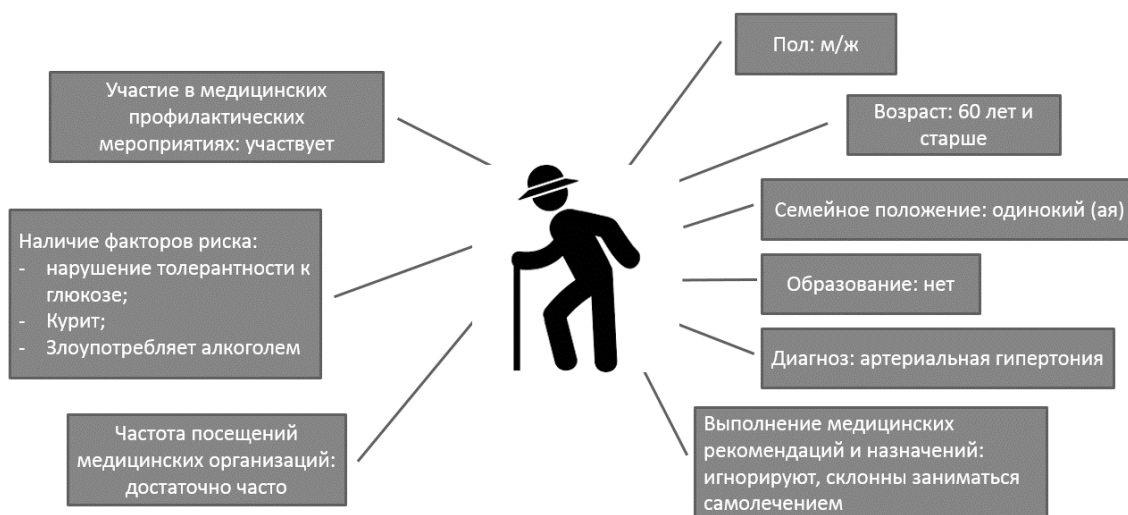 Пол: м/ж
Участие в медицинских
профилактических
мероприятиях: участвует
Возраст: 60 лет и
старше
Семейное положение: одинокий (ая)
Наличие факторов риска:
- нарушение толерантности к
глюкозе;
- Курит;
- Злоупотребляет алкоголем
Образование: нет
Диагноз: артериальная гипертония
Частота посещений
медицинских организаций:
достаточно часто
Выполнение медицинских
рекомендаций и назначений:
игнорируют, склонны заниматься
самолечением